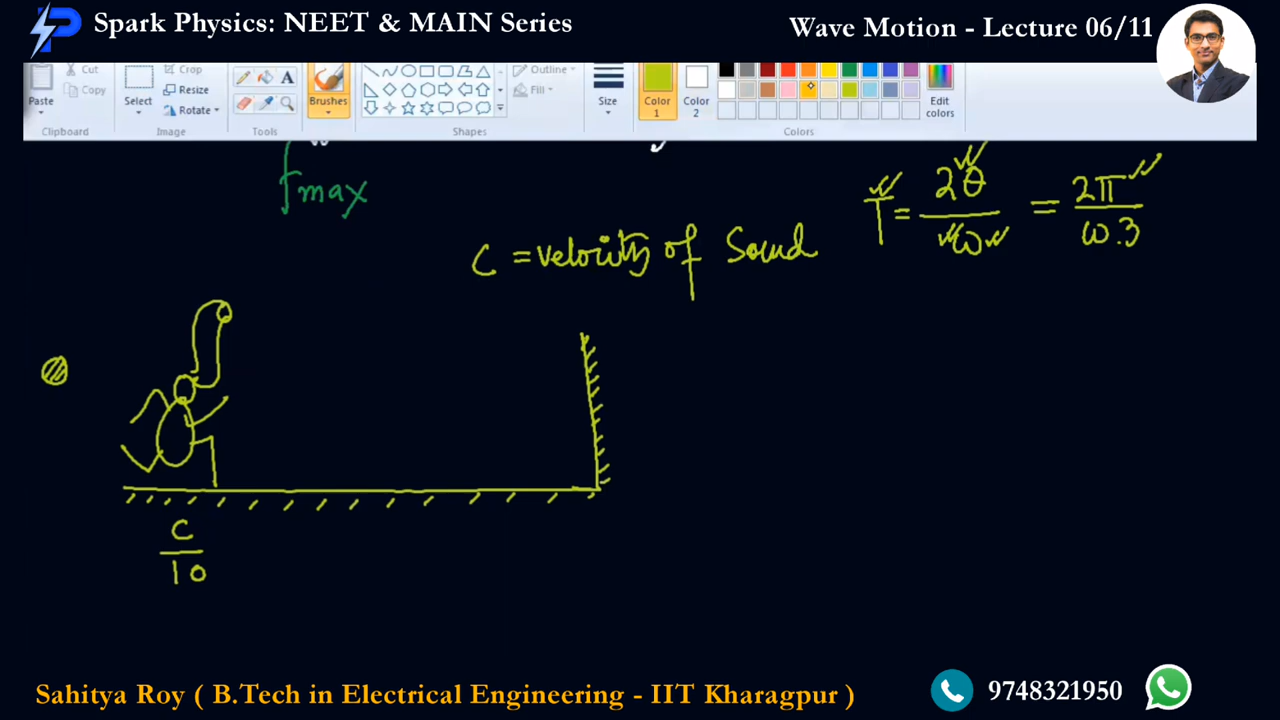 Spark Physics: NEET & MAIN Series
Wave Motion - Lecture 06/11
Paste
Cut
Copy
Clipboard
Select
Crop
Resize
Rotate
Image
A
Tools
Brushes
Outline
Fill
Shapes
Size
Color 1
Color 2
Edit colors
Colors
fmax
T = 2θ/ω = 2π/ω.3
C = velocity of Sound
C
10
Sahitya Roy ( B.Tech in Electrical Engineering - IIT Kharagpur )
9748321950